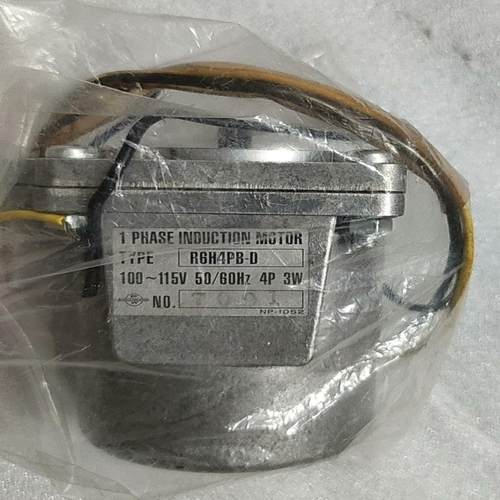 1 PHASE INDUCTION MOTOR
TYPE R6H4PB-D
100~115V 50/60Hz 4P 3W
NO.
NP-1052